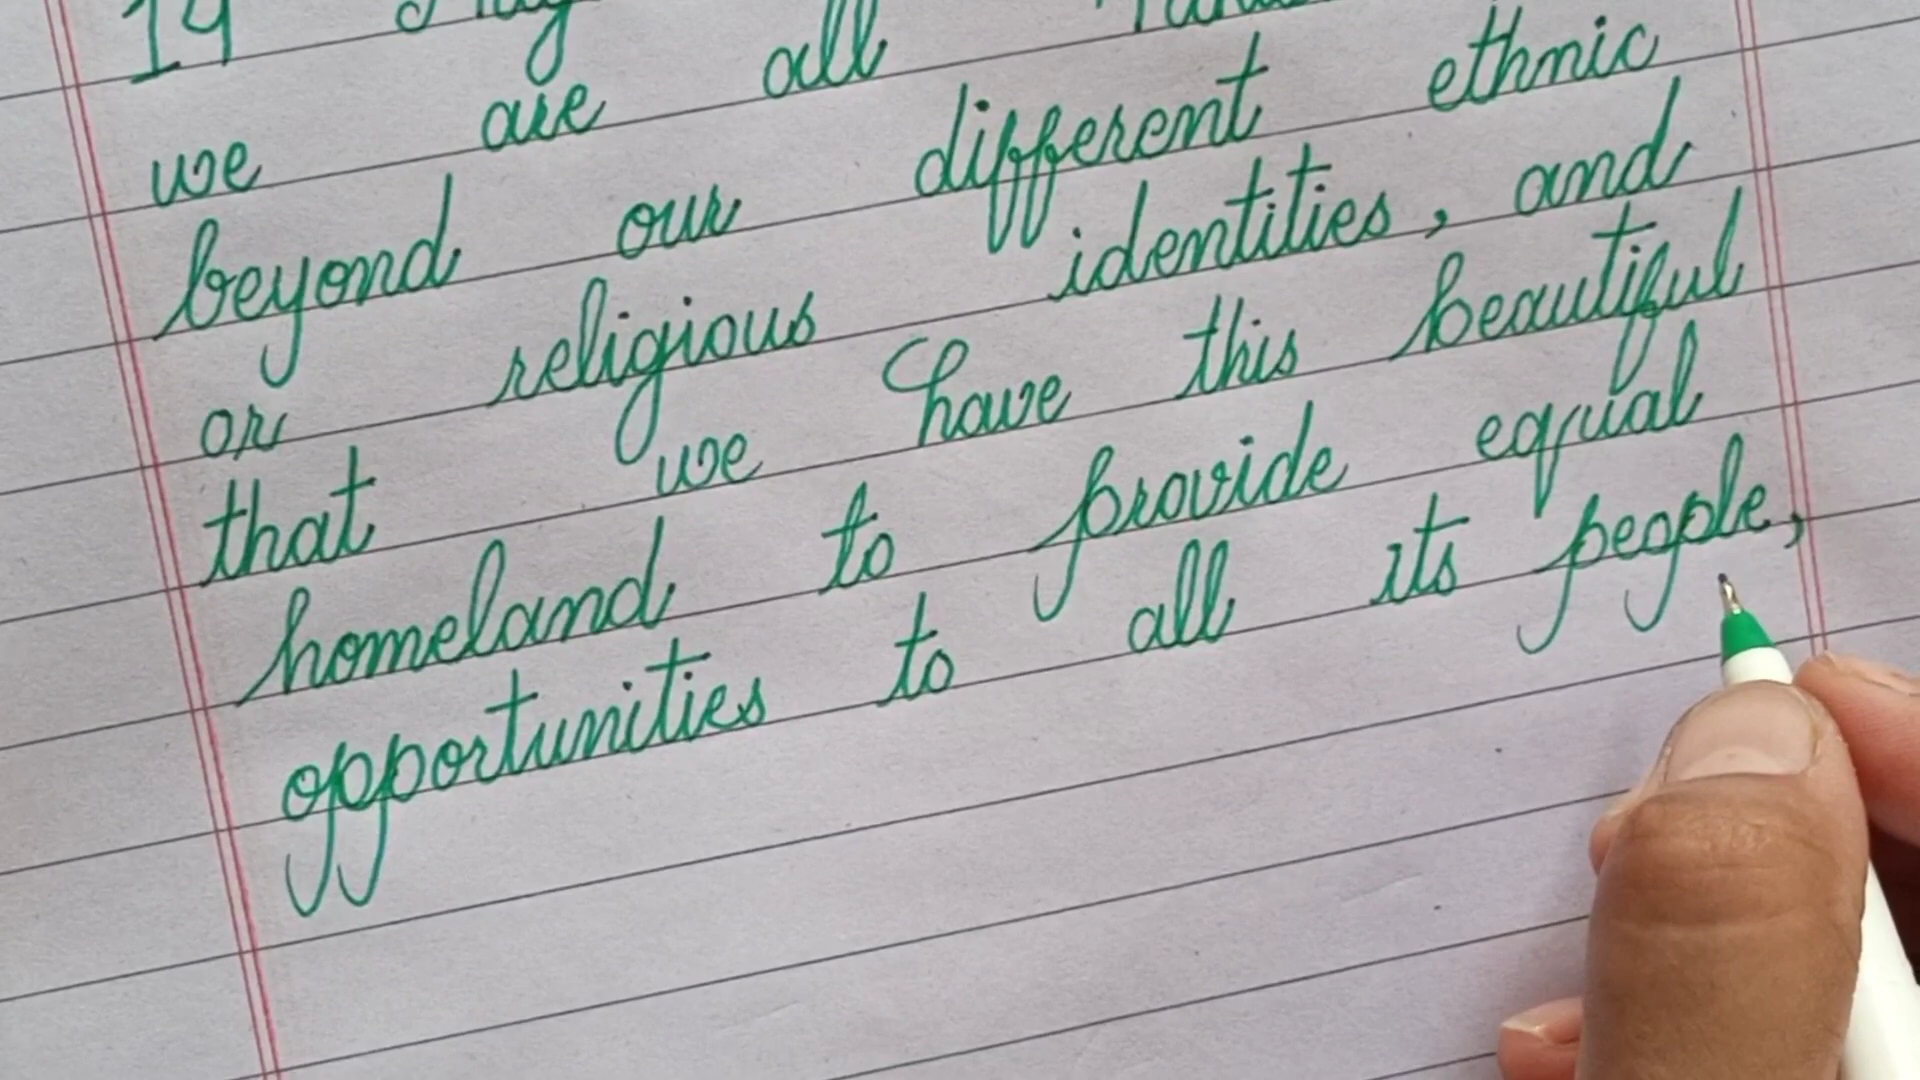 14
we are all
beyond our different ethnic
or religious identities, and
that we have this beautiful
homeland to provide equal
opportunities to all its people,